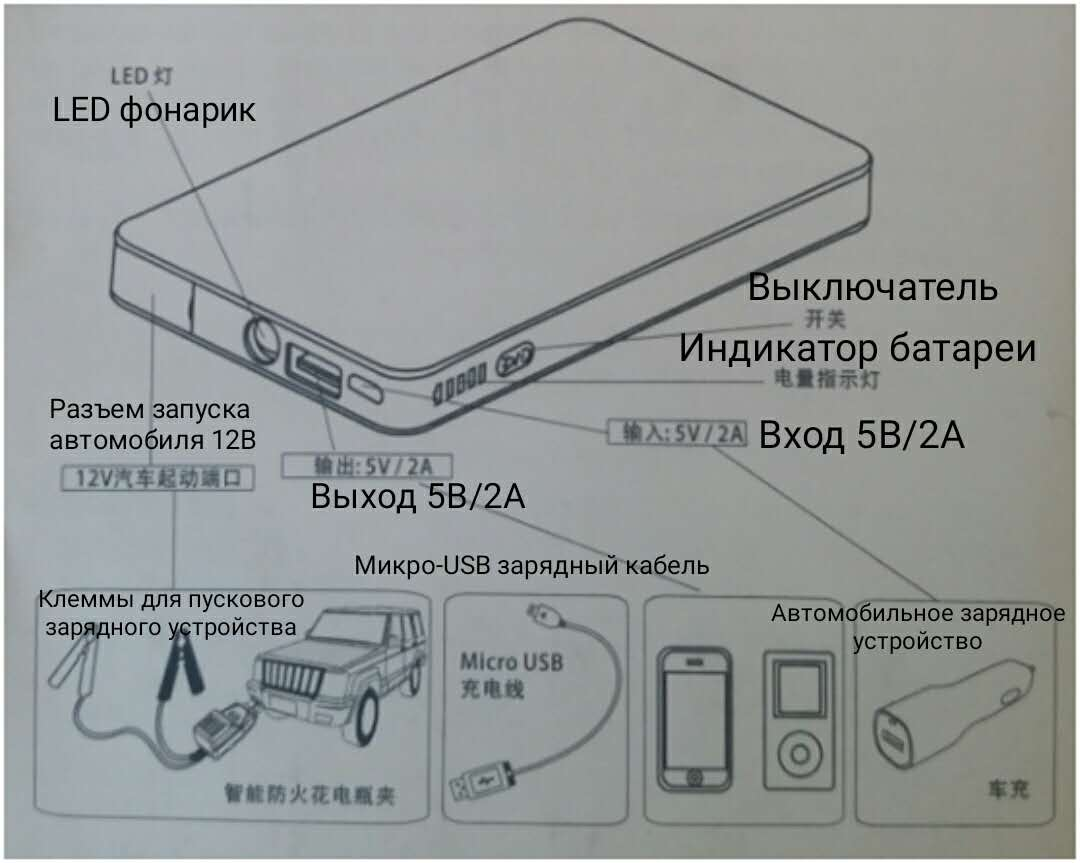 LED 灯
LED фонарик
Выключатель
开关
Индикатор батареи
电量指示灯
Разъем запуска
автомобиля 12В
12V汽车起动端口
输出:5V/2A
Выход 5В/2А
输入:5V/2A
Вход 5В/2А
Микро-USB зарядный кабель
Клеммы для пускового
зарядного устройства
Автомобильное зарядное
устройство
Micro USB
充电线
智能防火花电瓶夹
车充